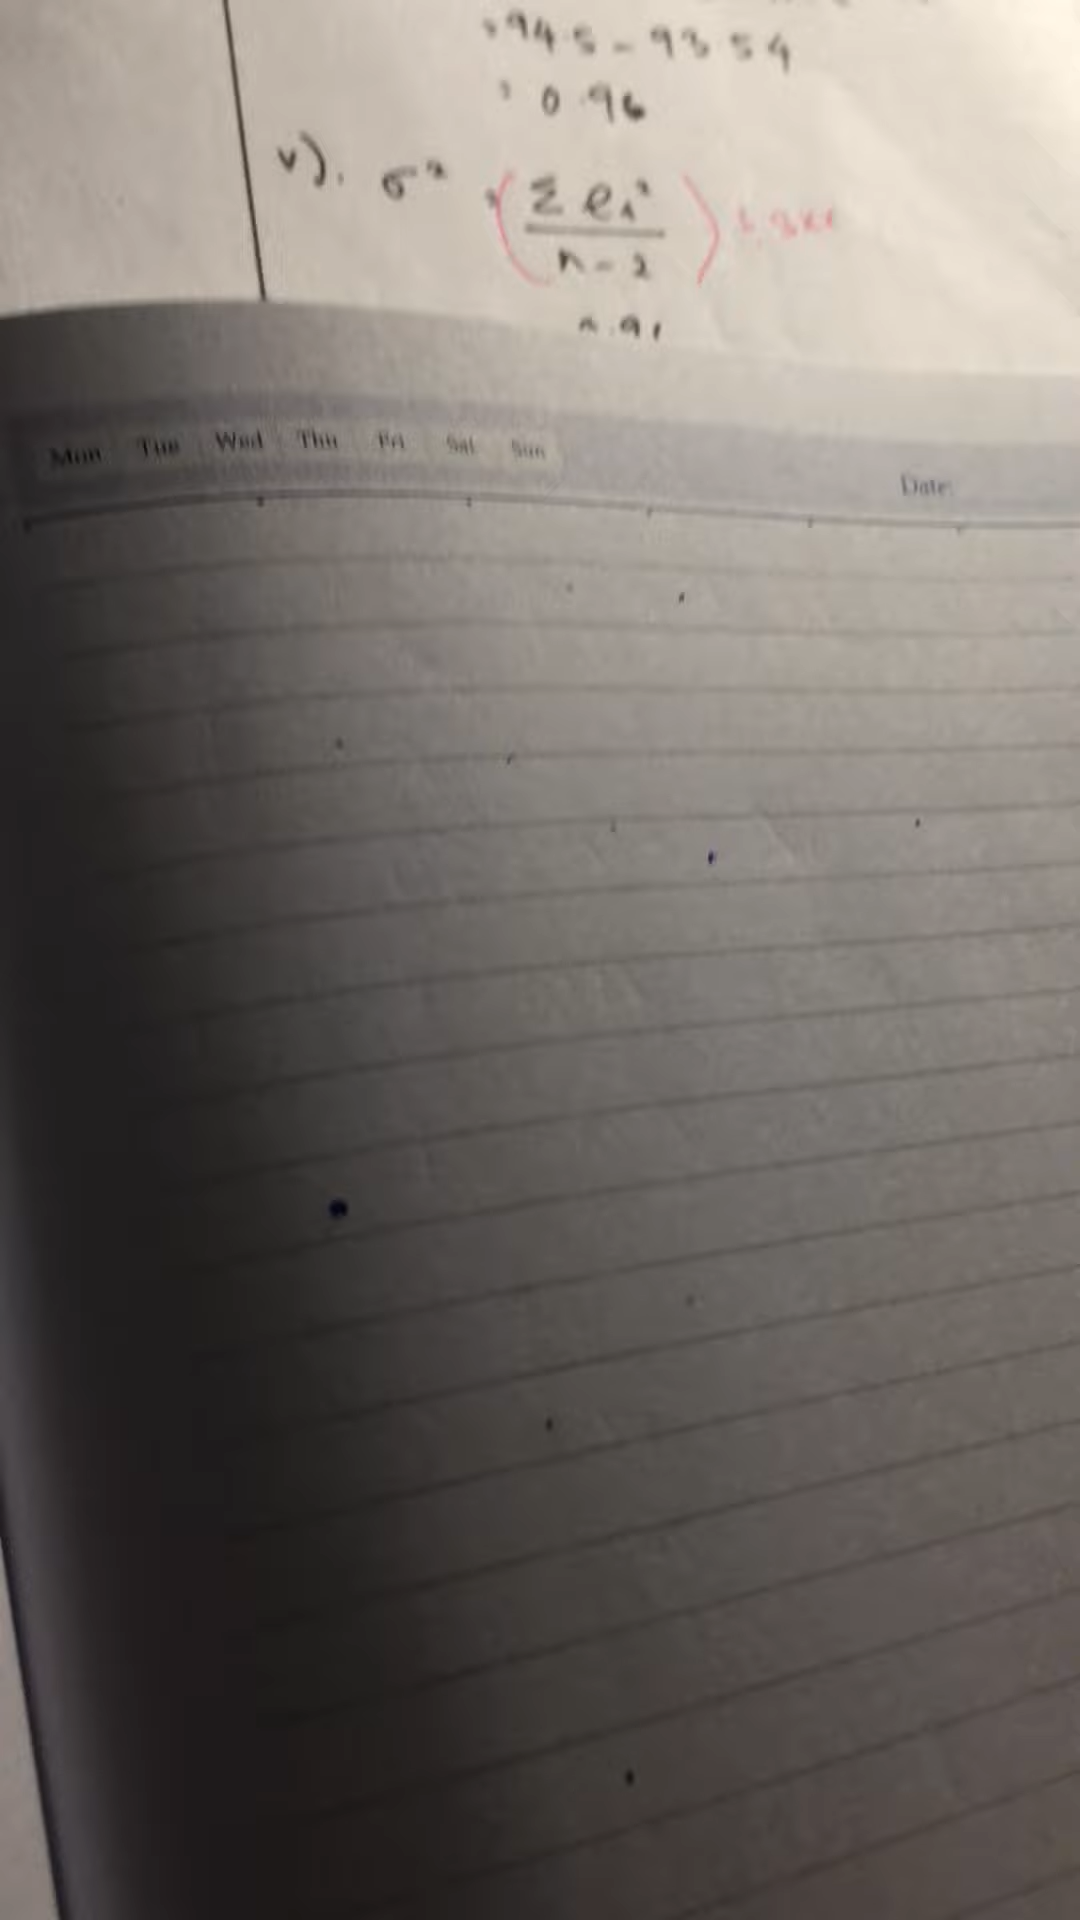 = 94.5 - 93.54
= 0.96
v). σ² = ( Σ eᵢ² / n - 2 )
Mon Tue Wed Thu Fri Sat Sun
Date: